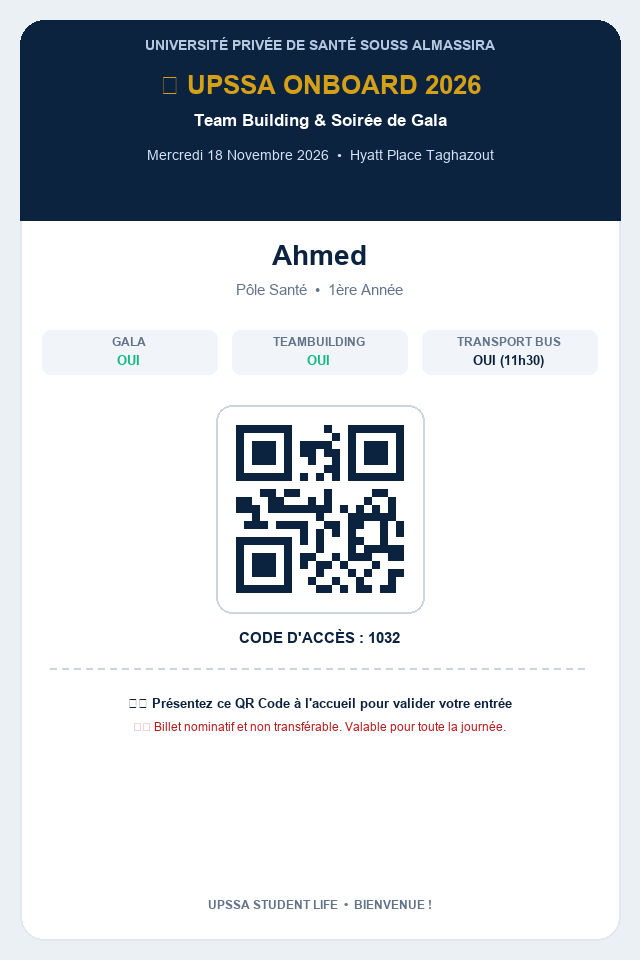 UNIVERSITÉ PRIVÉE DE SANTÉ SOUSS ALMASSIRA
UPSSA ONBOARD 2026
Team Building & Soirée de Gala
Mercredi 18 Novembre 2026 • Hyatt Place Taghazout
Ahmed
Pôle Santé • 1ère Année
GALA
OUI
TEAMBUILDING
OUI
TRANSPORT BUS
OUI (11h30)
CODE D'ACCÈS : 1032
Présentez ce QR Code à l'accueil pour valider votre entrée
Billet nominatif et non transférable. Valable pour toute la journée.
UPSSA STUDENT LIFE • BIENVENUE !